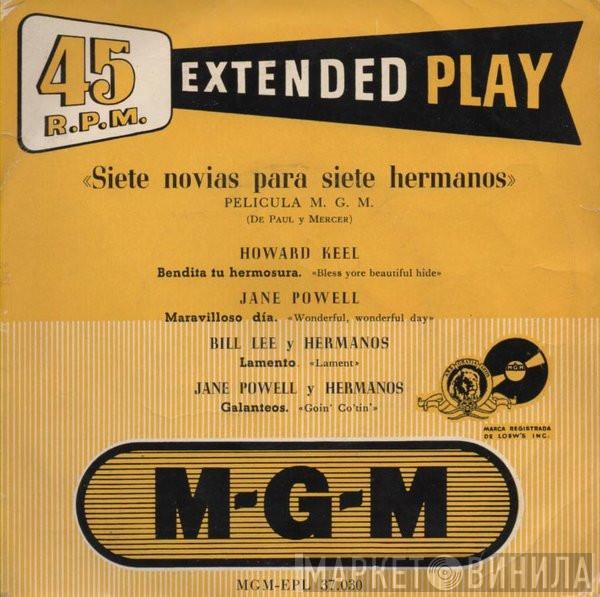 45
R.P.M.
EXTENDED PLAY
«Siete novias para siete hermanos»
PELICULA M. G. M.
(DE PAUL Y MERCER)
HOWARD KEEL
Bendita tu hermosura. «Bless yore beautiful hide»
JANE POWELL
Maravilloso día. «Wonderful, wonderful day»
BILL LEE y HERMANOS
Lamento. «Lament»
JANE POWELL y HERMANOS
Galanteos. «Goin' Co'tin'»
M-G-M
MARCA REGISTRADA
DE LOEW'S INC.
M-G-M
MGM-EPL 37.030
МАРКЕТ ВИНИЛА